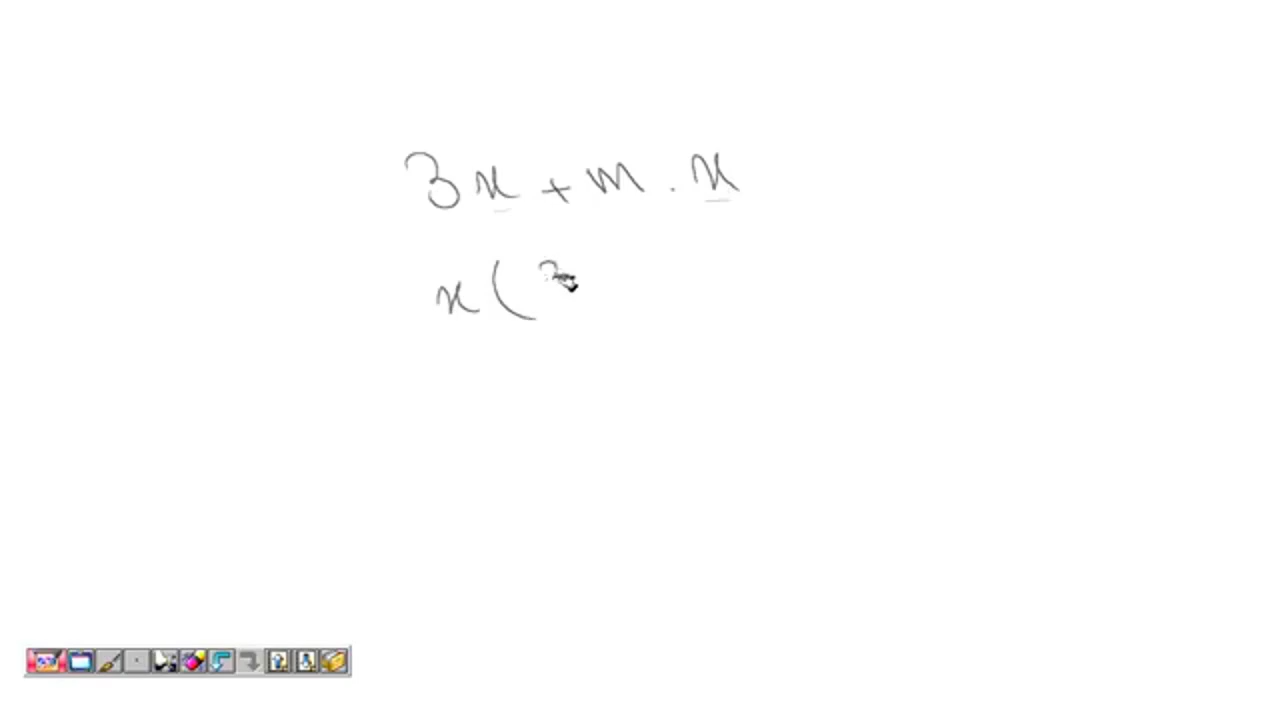 3x + m . x
x (